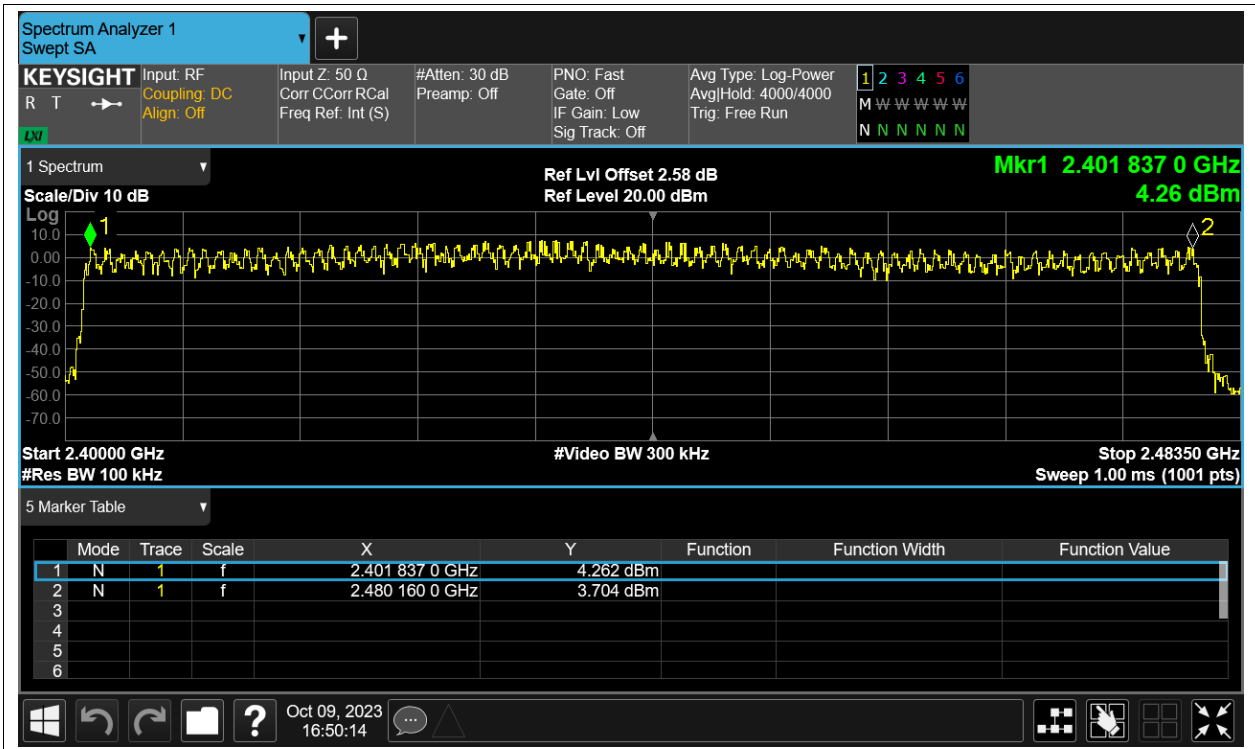 Spectrum Analyzer 1
Swept SA
KEYSIGHT
R T
LXI
Input: RF
Coupling: DC
Align: Off
Input Z: 50 Ω
Corr CCorr RCal
Freq Ref: Int (S)
#Atten: 30 dB
Preamp: Off
PNO: Fast
Gate: Off
IF Gain: Low
Sig Track: Off
Avg Type: Log-Power
Avg|Hold: 4000/4000
Trig: Free Run
1 2 3 4 5 6
M W W W W W
N N N N N N
1 Spectrum
Scale/Div 10 dB
Ref Lvl Offset 2.58 dB
Ref Level 20.00 dBm
Mkr1 2.401 837 0 GHz
4.26 dBm
Log
1
2
10.0
0.00
-10.0
-20.0
-30.0
-40.0
-50.0
-60.0
-70.0
Start 2.40000 GHz
#Video BW 300 kHz
Stop 2.48350 GHz
#Res BW 100 kHz
Sweep 1.00 ms (1001 pts)
5 Marker Table
Mode Trace Scale X Y Function Function Width Function Value
1 N 1 f 2.401 837 0 GHz 4.262 dBm
2 N 1 f 2.480 160 0 GHz 3.704 dBm
3
4
5
6
?
Oct 09, 2023
16:50:14